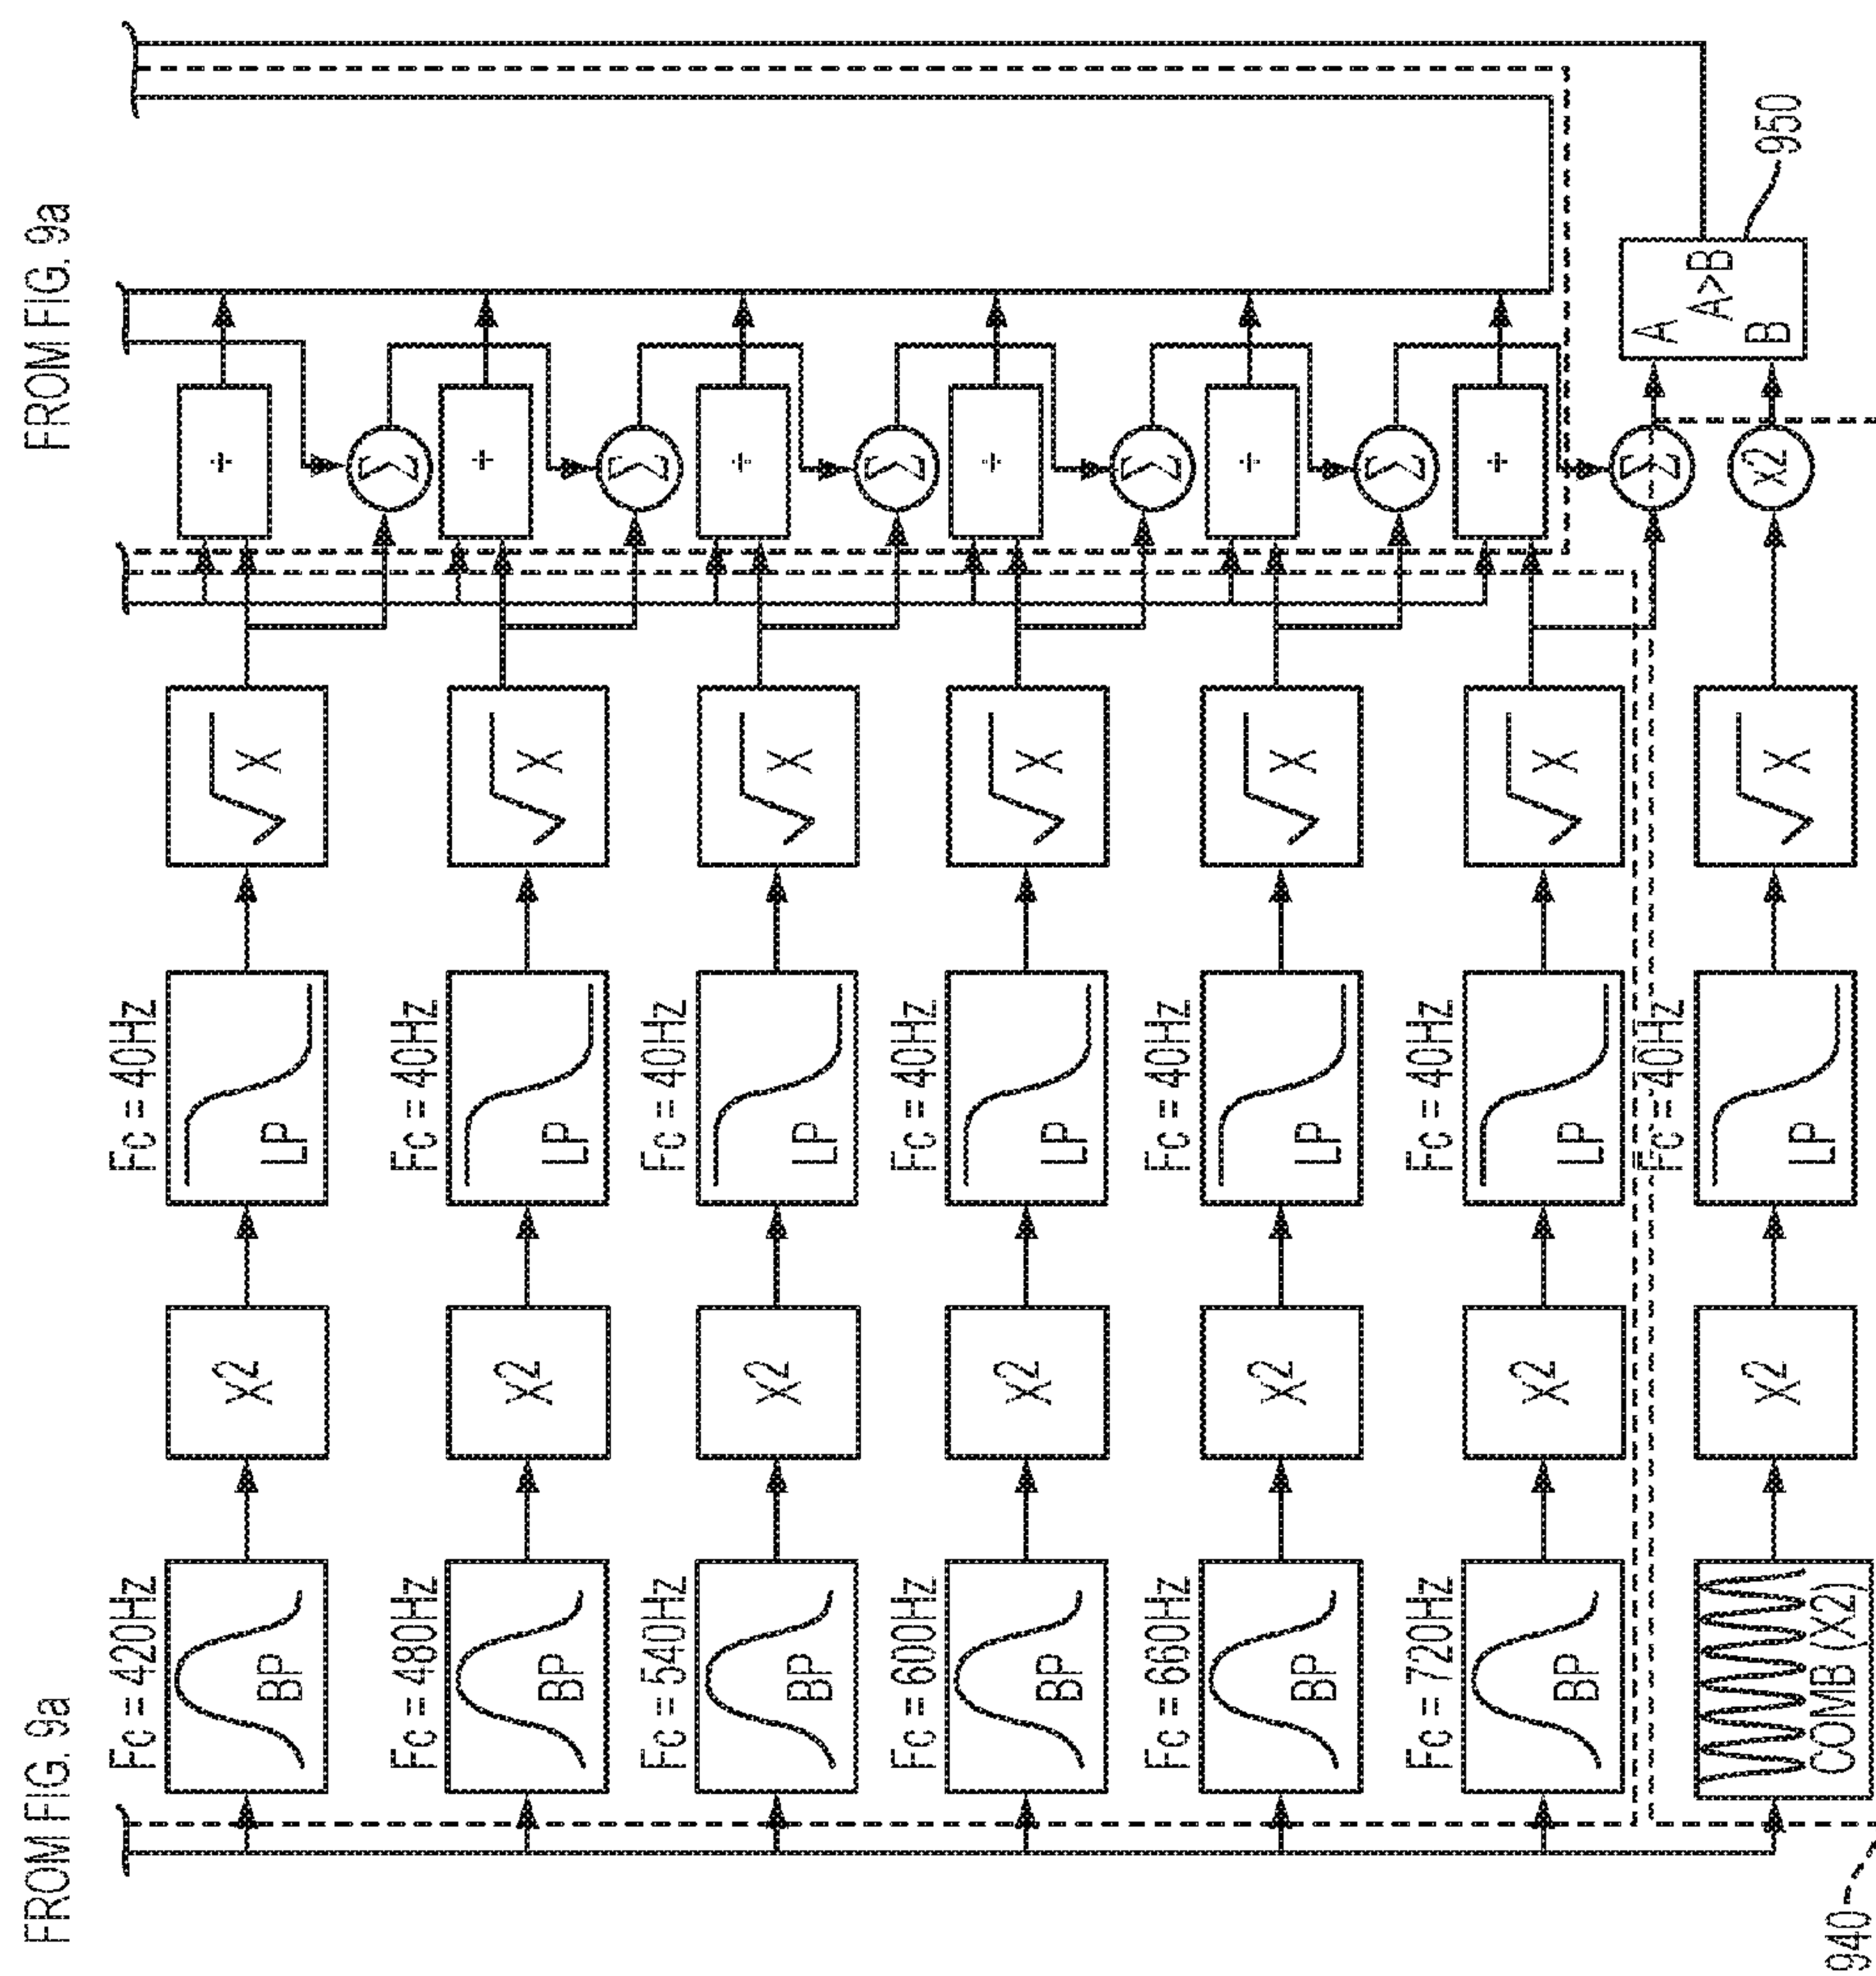 FROM FIG. 9a
FROM FIG. 9a
Fc = 420Hz
BP
X2
Fc = 40Hz
LP
√X
÷
Σ
Fc = 480Hz
BP
X2
Fc = 40Hz
LP
√X
÷
Σ
Fc = 540Hz
BP
X2
Fc = 40Hz
LP
√X
÷
Σ
Fc = 600Hz
BP
X2
Fc = 40Hz
LP
√X
÷
Σ
Fc = 660Hz
BP
X2
Fc = 40Hz
LP
√X
÷
Σ
Fc = 720Hz
BP
X2
Fc = 40Hz
LP
√X
÷
Σ
COMB (X2)
X2
Fc = 40Hz
LP
√X
x2
A
A>B
B
950
940